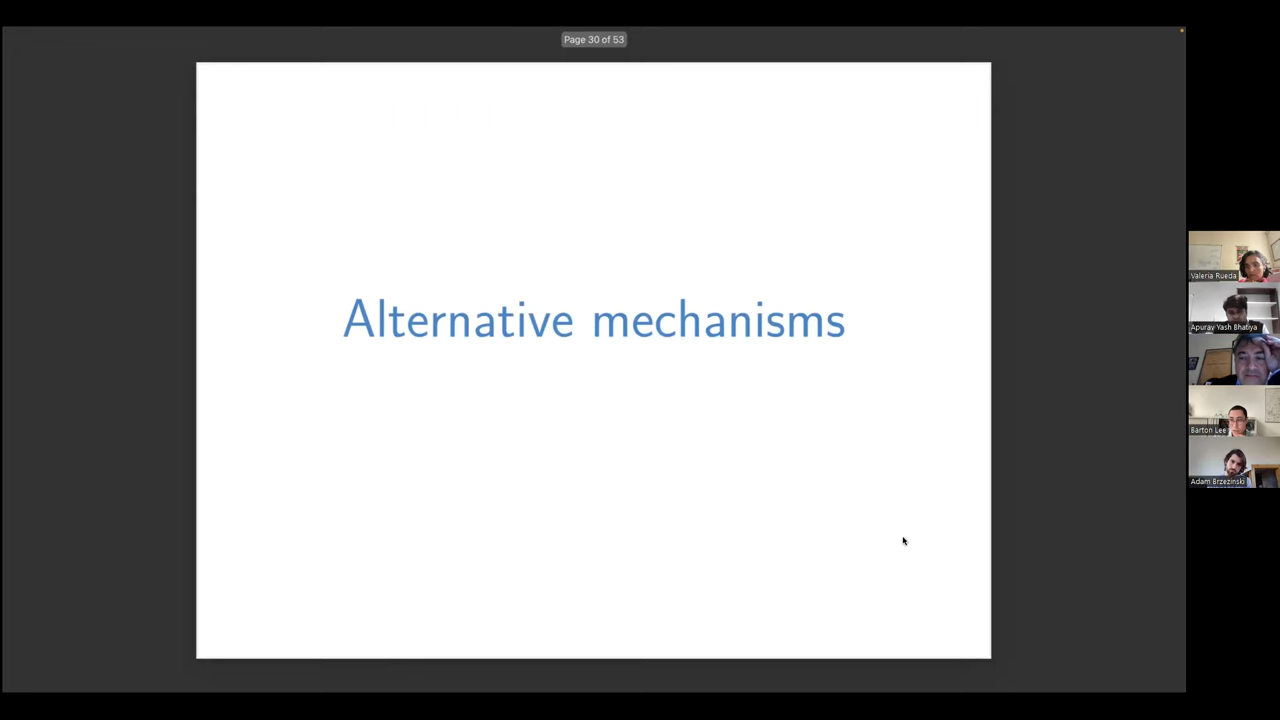 Page 30 of 53
Alternative mechanisms
Valeria Rueda
Apurav Yash Bhatiya
Barton Lee
Adam Brzezinski